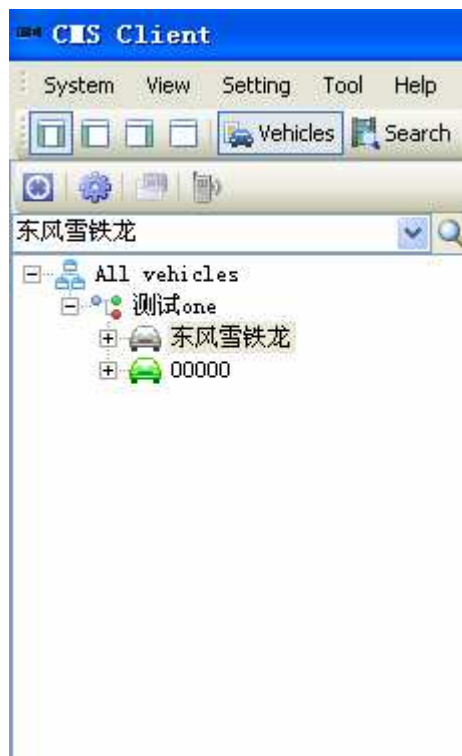 CMS Client
System View Setting Tool Help
Vehicles Search
东风雪铁龙
All vehicles
测试one
东风雪铁龙
00000